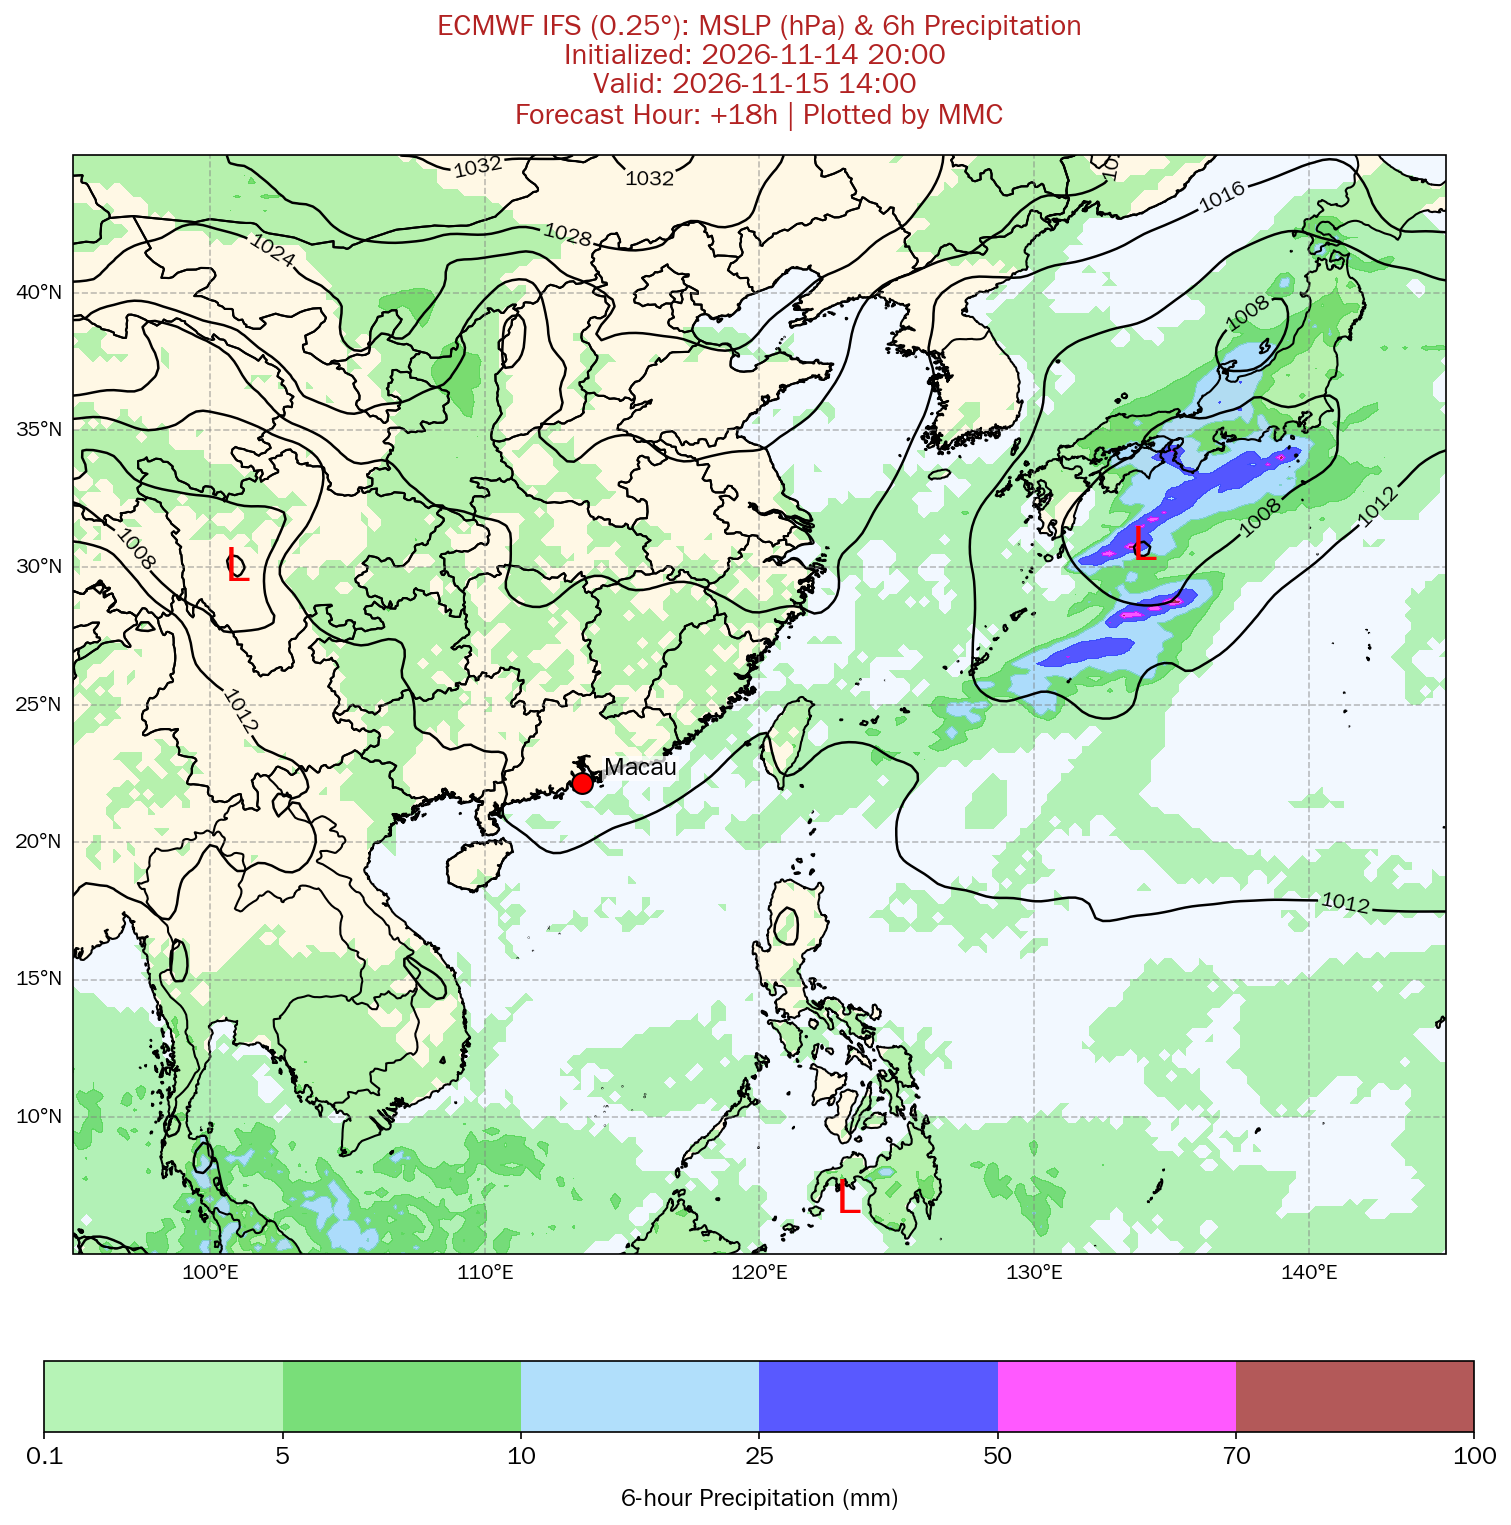 ECMWF IFS (0.25°): MSLP (hPa) & 6h Precipitation
Initialized: 2026-11-14 20:00
Valid: 2026-11-15 14:00
Forecast Hour: +18h | Plotted by MMC
1032
1032
1016
1028
1024
40°N
1008
35°N
1008
1012
1008
L
L
30°N
1012
25°N
Macau
20°N
1012
15°N
10°N
L
100°E
110°E
120°E
130°E
140°E
0.1
5
10
25
50
70
100
6-hour Precipitation (mm)